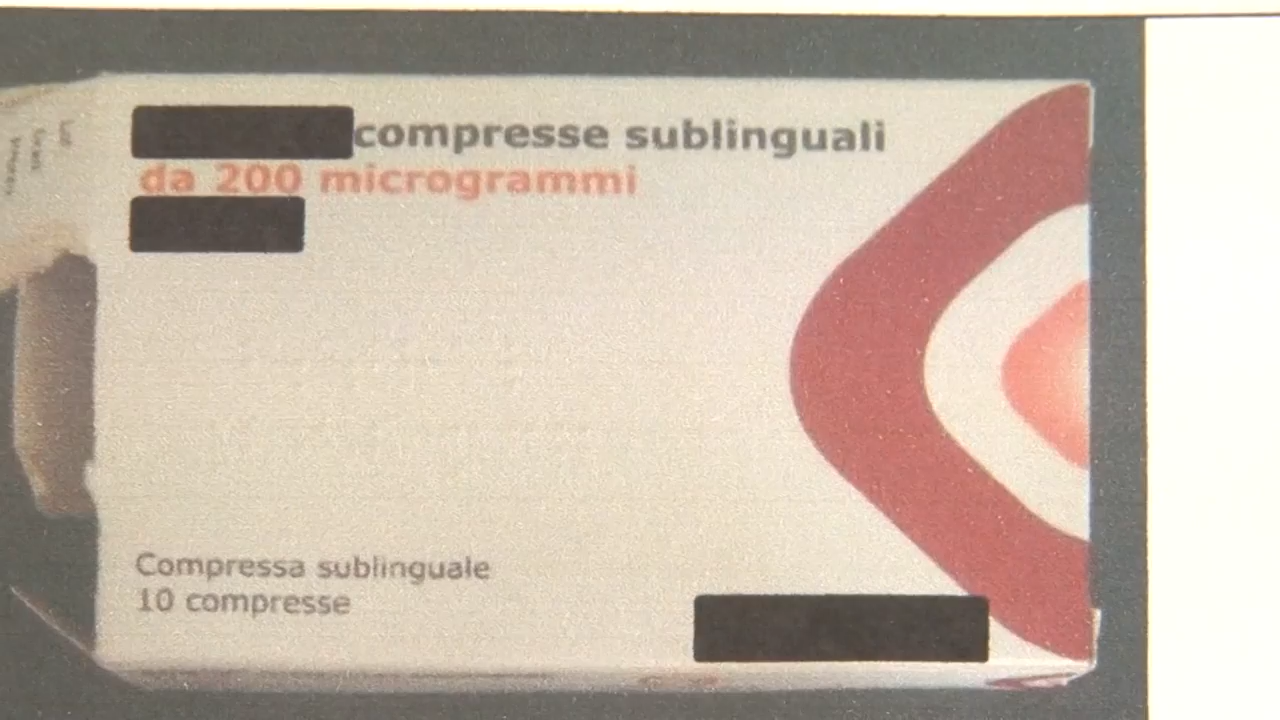 compresse sublinguali
da 200 microgrammi
Compressa sublinguale
10 compresse